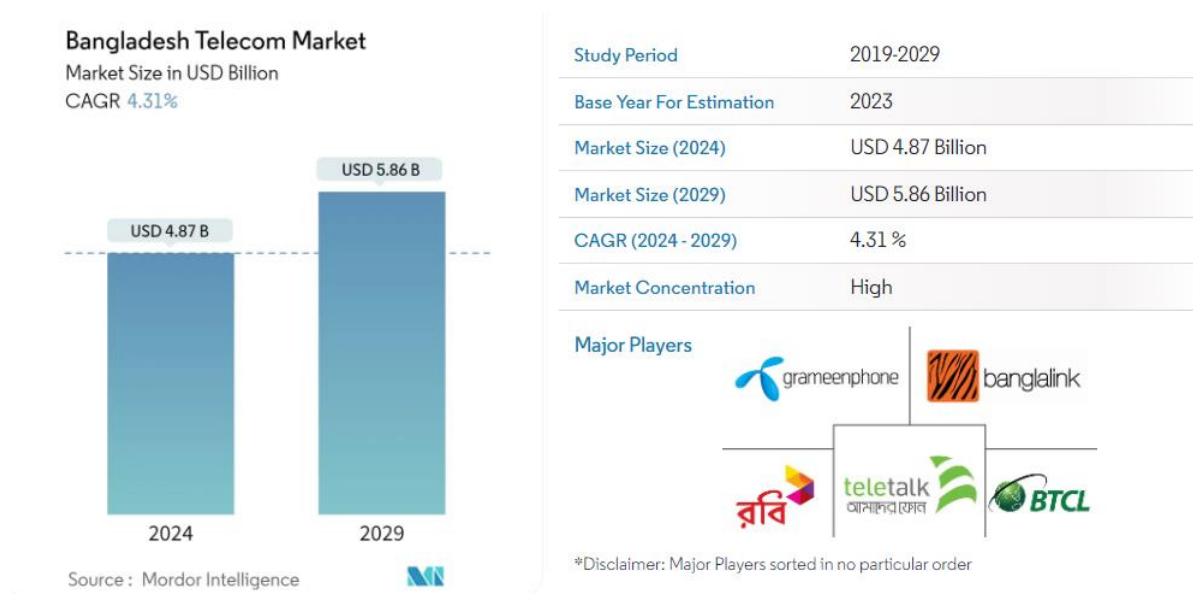 Bangladesh Telecom Market
Market Size in USD Billion
CAGR 4.31%
USD 4.87 B
USD 5.86 B
2024
2029
Source : Mordor Intelligence
Study Period 2019-2029
Base Year For Estimation 2023
Market Size (2024) USD 4.87 Billion
Market Size (2029) USD 5.86 Billion
CAGR (2024 - 2029) 4.31 %
Market Concentration High
Major Players
grameenphone
banglalink
রবি
teletalk
আমাদের ফোন
BTCL
*Disclaimer: Major Players sorted in no particular order